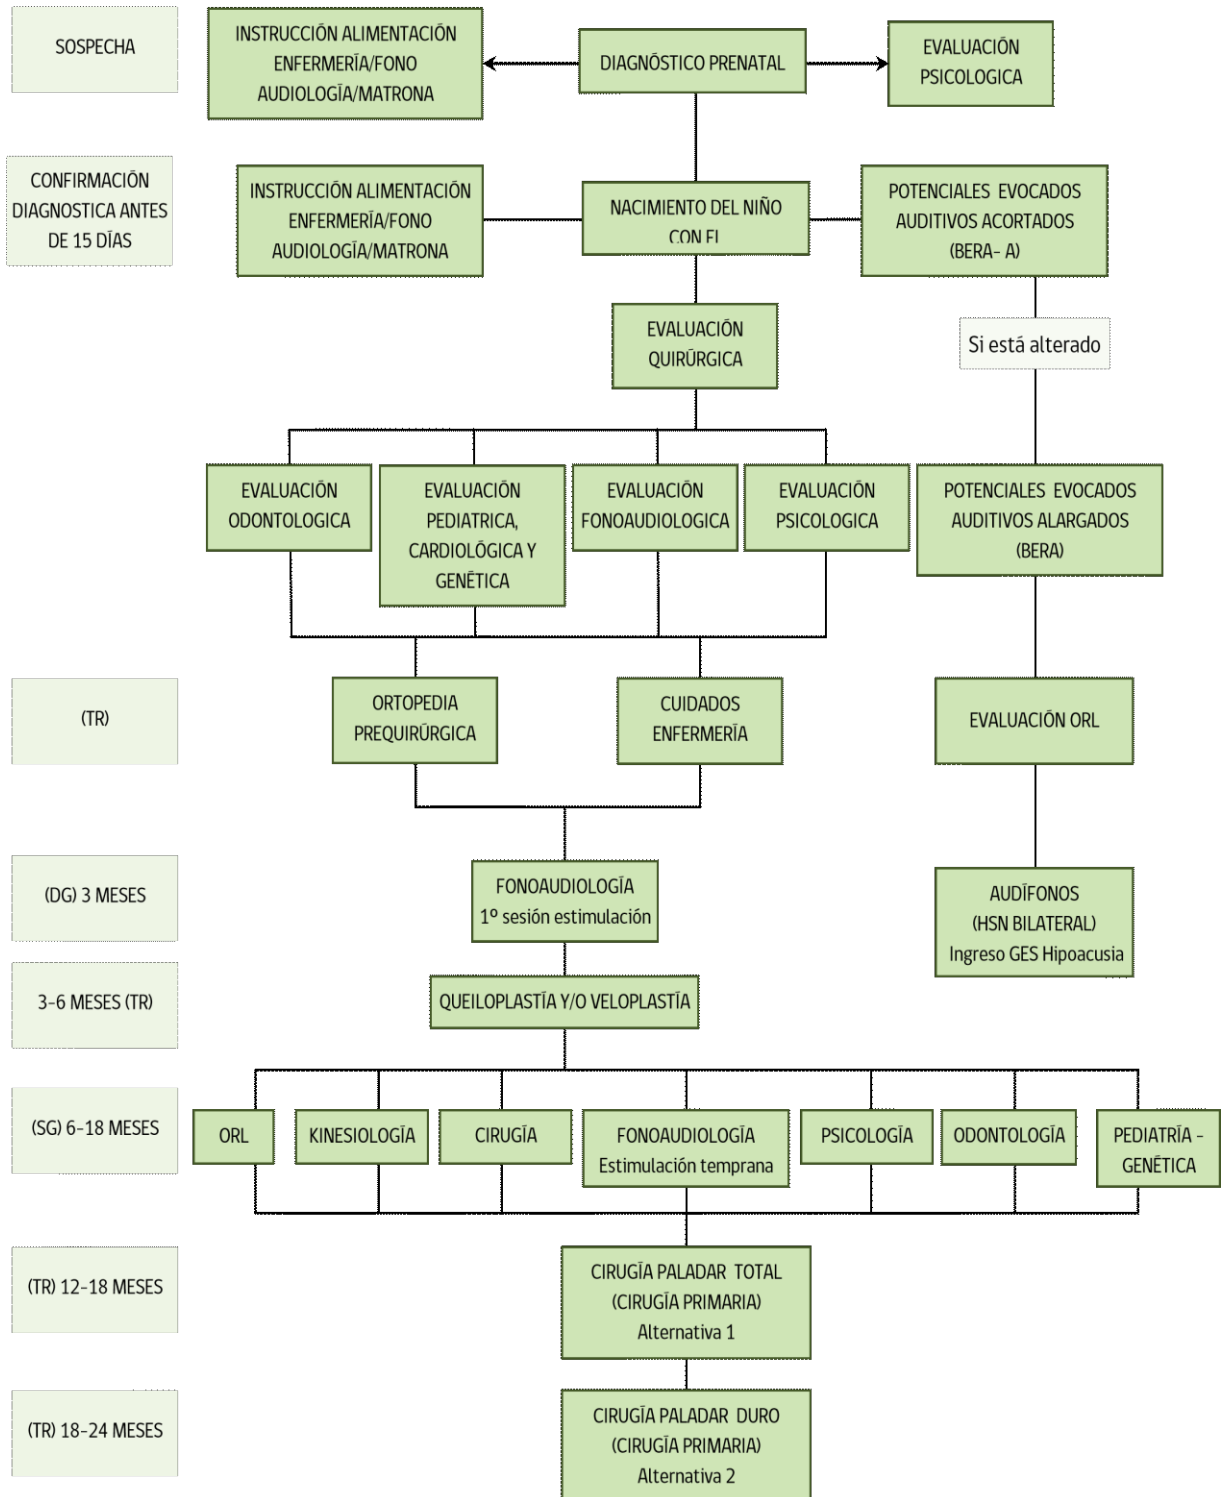 SOSPECHA
INSTRUCCIÓN ALIMENTACIÓN
ENFERMERÍA/FONO
AUDIOLOGÍA/MATRONA
DIAGNÓSTICO PRENATAL
EVALUACIÓN
PSICOLOGICA
CONFIRMACIÓN
DIAGNOSTICA ANTES
DE 15 DÍAS
INSTRUCCIÓN ALIMENTACIÓN
ENFERMERÍA/FONO
AUDIOLOGÍA/MATRONA
NACIMIENTO DEL NIÑO
CON
POTENCIALES EVOCADOS
AUDITIVOS ACORTADOS
(BERA- A)
EVALUACIÓN
QUIRÚRGICA
Si está alterado
EVALUACIÓN
ODONTOLOGICA
EVALUACIÓN
PEDIATRICA,
CARDIOLÓGICA Y
GENÉTICA
EVALUACIÓN
FONOAUDIOLOGICA
EVALUACIÓN
PSICOLOGICA
POTENCIALES EVOCADOS
AUDITIVOS ALARGADOS
(BERA)
(TR)
ORTOPEDIA
PREQUIRÚRGICA
CUIDADOS
ENFERMERÍA
EVALUACIÓN ORL
(DG) 3 MESES
FONOAUDIOLOGÍA
1º sesión estimulación
AUDÍFONOS
(HSN BILATERAL)
Ingreso GES Hipoacusia
3-6 MESES (TR)
QUEILOPLASTÍA Y/O VELOPLASTÍA
(SG) 6-18 MESES
ORL
KINESIOLOGÍA
CIRUGÍA
FONOAUDIOLOGÍA
Estimulación temprana
PSICOLOGÍA
ODONTOLOGÍA
PEDIATRÍA -
GENÉTICA
(TR) 12-18 MESES
CIRUGÍA PALADAR TOTAL
(CIRUGÍA PRIMARIA)
Alternativa 1
(TR) 18-24 MESES
CIRUGÍA PALADAR DURO
(CIRUGÍA PRIMARIA)
Alternativa 2